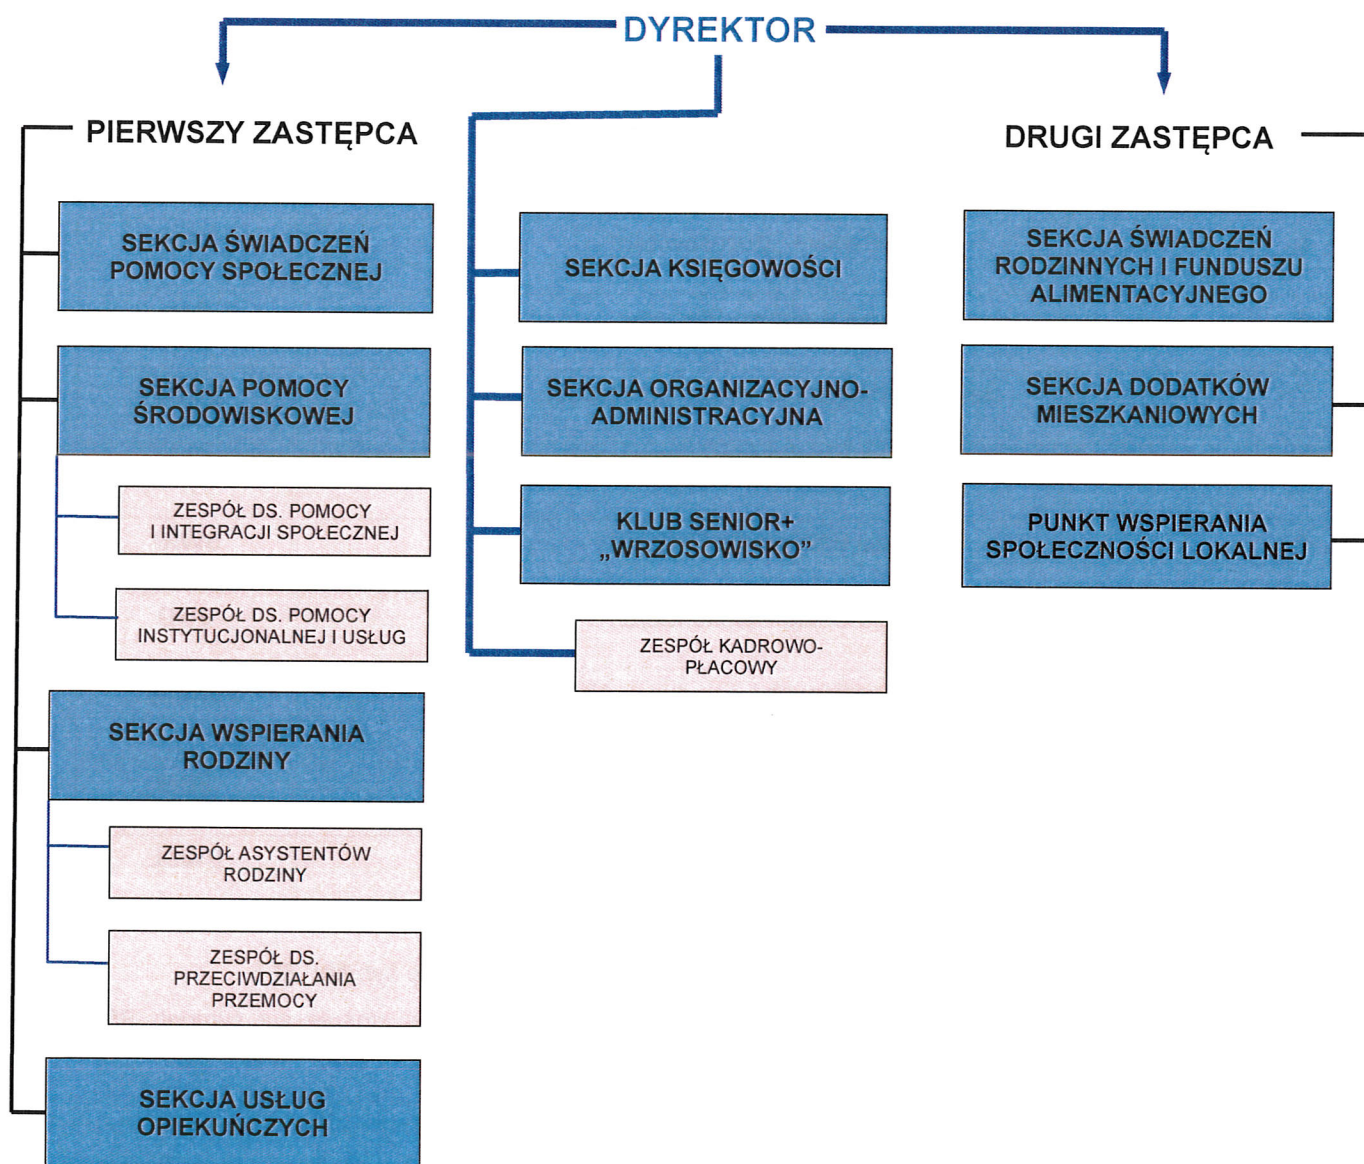 DYREKTOR
PIERWSZY ZASTĘPCA
SEKCJA ŚWIADCZEŃ
POMOCY SPOŁECZNEJ
SEKCJA POMOCY
ŚRODOWISKOWEJ
ZESPÓŁ DS. POMOCY
I INTEGRACJI SPOŁECZNEJ
ZESPÓŁ DS. POMOCY
INSTYTUCJONALNEJ I USŁUG
SEKCJA WSPIERANIA
RODZINY
ZESPÓŁ ASYSTENTÓW
RODZINY
ZESPÓŁ DS.
PRZECIWDZIAŁANIA
PRZEMOCY
SEKCJA USŁUG
OPIEKUŃCZYCH
SEKCJA KSIĘGOWOŚCI
SEKCJA ORGANIZACYJNO-
ADMINISTRACYJNA
KLUB SENIOR+
„WRZOSOWISKO”
ZESPÓŁ KADROWO-
PŁACOWY
DRUGI ZASTĘPCA
SEKCJA ŚWIADCZEŃ
RODZINNYCH I FUNDUSZU
ALIMENTACYJNEGO
SEKCJA DODATKÓW
MIESZKANIOWYCH
PUNKT WSPIERANIA
SPOŁECZNOŚCI LOKALNEJ